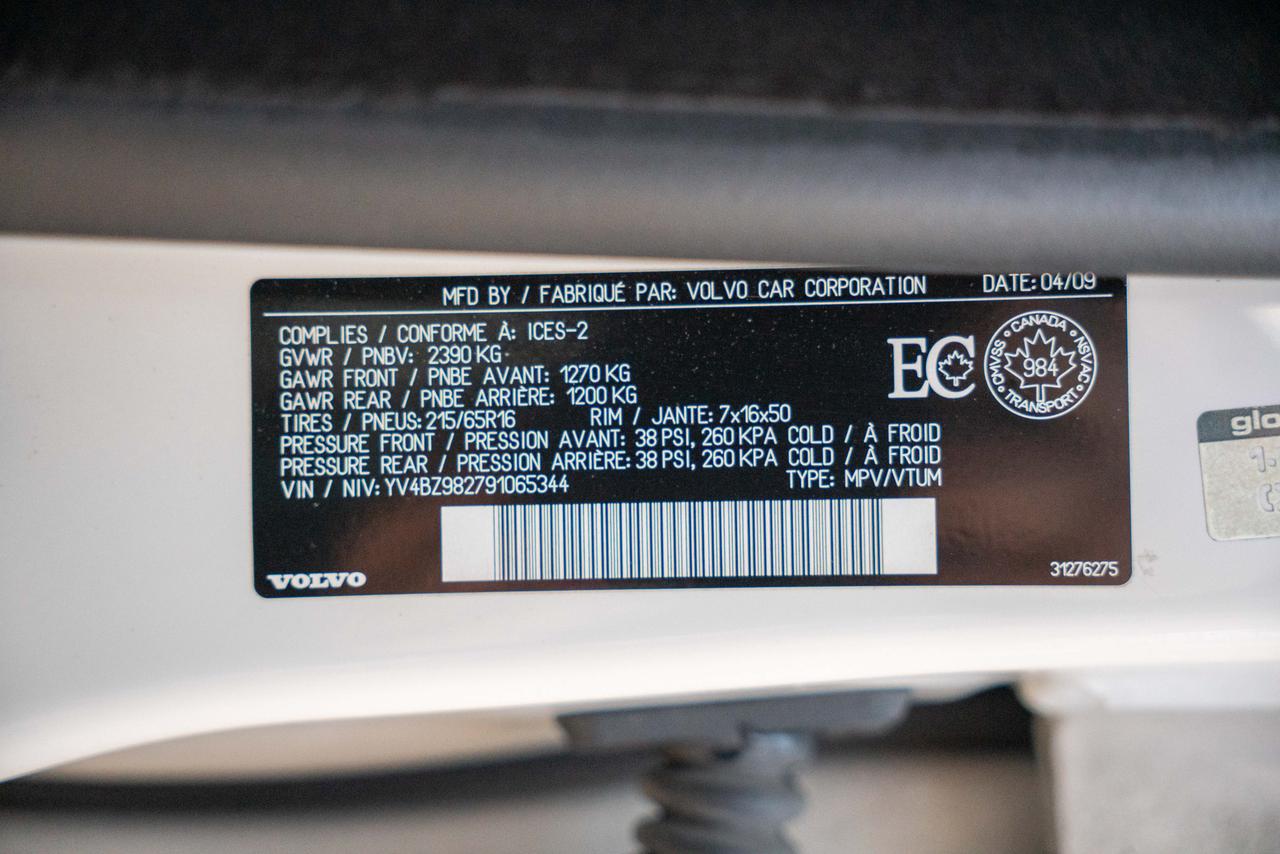 MFD BY / FABRIQUÉ PAR: VOLVO CAR CORPORATION DATE: 04/09
COMPLIES / CONFORME À: ICES-2
GVWR / PNBV: 2390 KG
GAWR FRONT / PNBE AVANT: 1270 KG
GAWR REAR / PNBE ARRIÈRE: 1200 KG
TIRES / PNEUS: 215/65R16 RIM / JANTE: 7x16x50
PRESSURE FRONT / PRESSION AVANT: 38 PSI, 260 KPA COLD / À FROID
PRESSURE REAR / PRESSION ARRIÈRE: 38 PSI, 260 KPA COLD / À FROID
VIN / NIV: YV4BZ982791065344 TYPE: MPV/VTUM
EC
CANADA
CMVSS 984 NSVAC
TRANSPORT
VOLVO
31276275